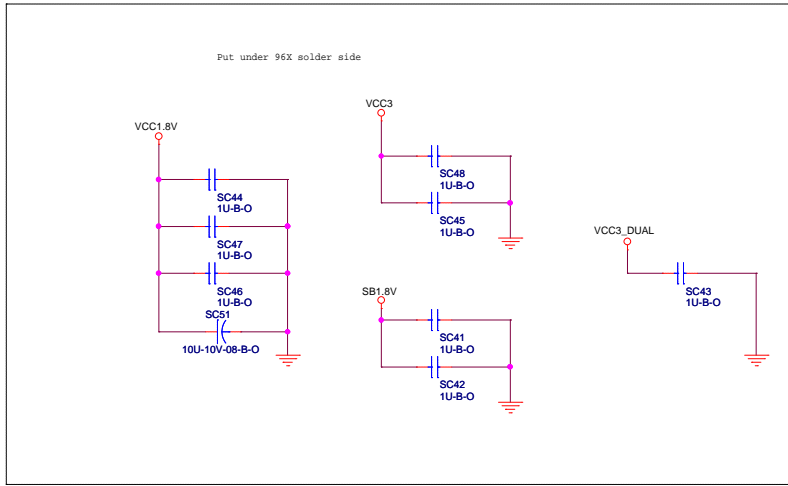 Put under 96X solder side
VCC1.8V
SC44
1U-B-O
SC47
1U-B-O
SC46
1U-B-O
SC51
10U-10V-08-B-O
VCC3
SC48
1U-B-O
SC45
1U-B-O
SB1.8V
SC41
1U-B-O
SC42
1U-B-O
VCC3_DUAL
SC43
1U-B-O